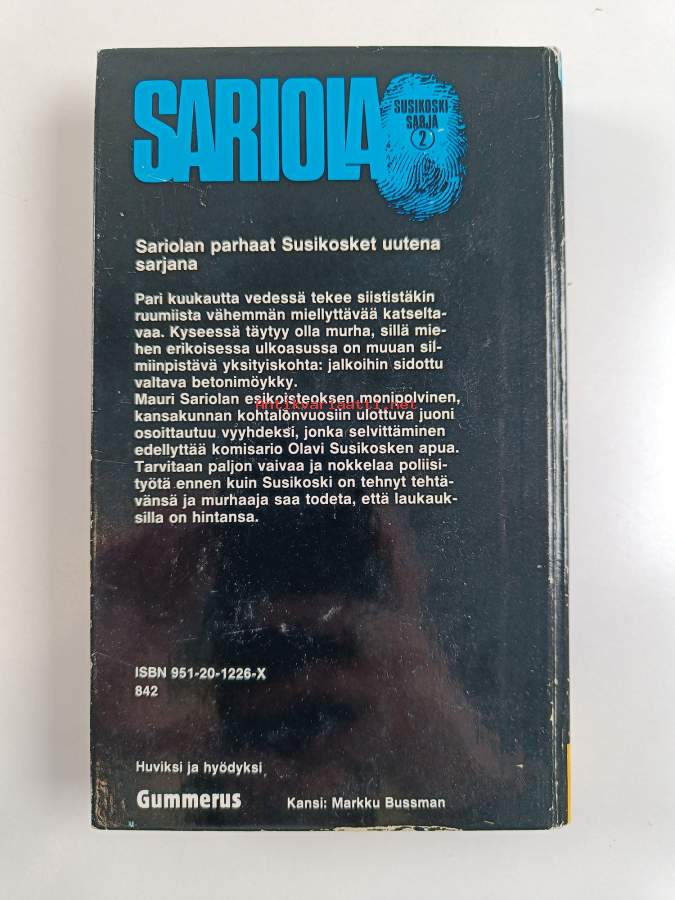 SARIOLA
SUSIKOSKI
SARJA
2
Sariolan parhaat Susikosket uutena
sarjana
Pari kuukautta vedessä tekee siististäkin
ruumiista vähemmän miellyttävää katselta-
vaa. Kyseessä täytyy olla murha, sillä mie-
hen erikoisessa ulkoasussa on muuan sil-
miinpistävä yksityiskohta: jalkoihin sidottu
valtava betonimöykky.
Mauri Sariolan esikoisteoksen monipolvinen,
Antikvariaatti.net
kansakunnan kohtalonvuosiin ulottuva juoni
osoittautuu vyyhdeksi, jonka selvittäminen
edellyttää komisario Olavi Susikosken apua.
Tarvitaan paljon vaivaa ja nokkelaa poliisi-
työtä ennen kuin Susikoski on tehnyt tehtä-
vänsä ja murhaaja saa todeta, että laukauk-
silla on hintansa.
ISBN 951-20-1226-X
842
Huviksi ja hyödyksi
Gummerus
Kansi: Markku Bussman